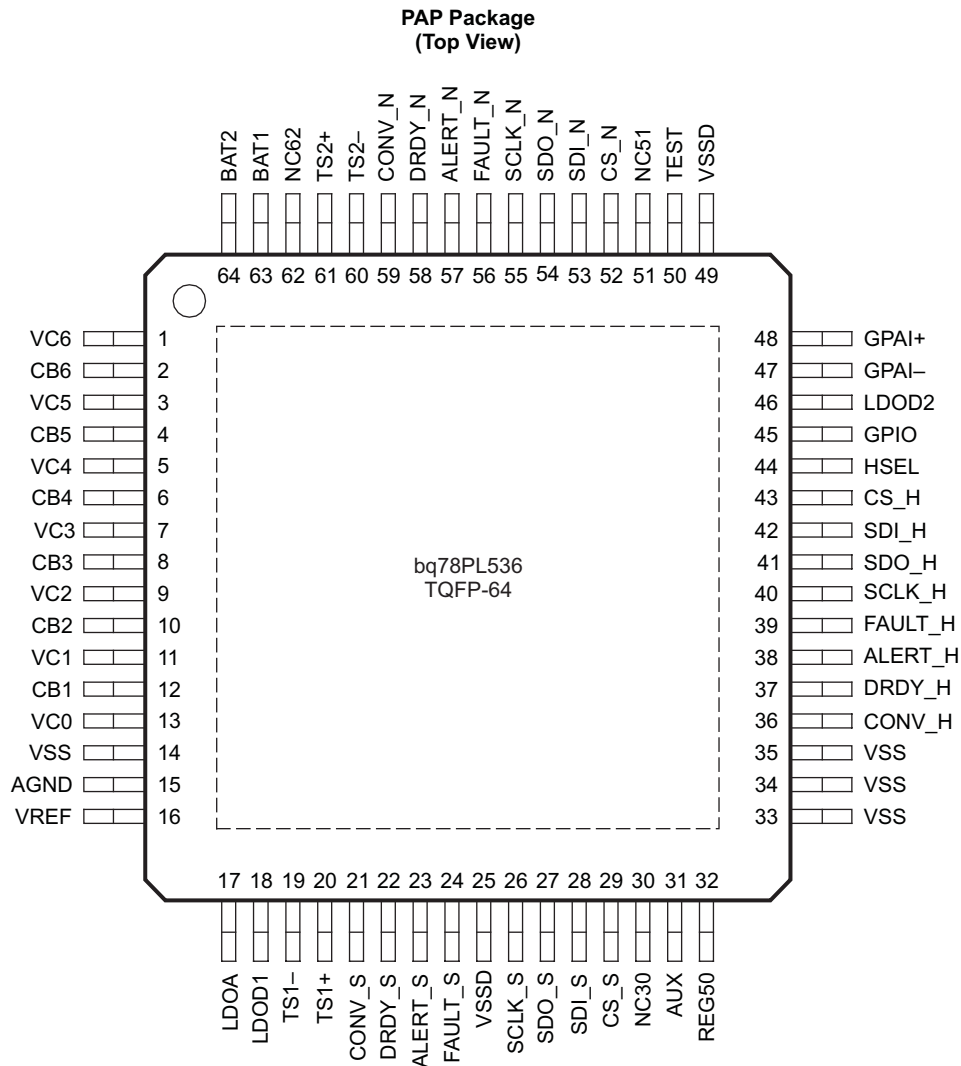 PAP Package
(Top View)
BAT2
BAT1
NC62
TS2+
TS2–
CONV_N
DRDY_N
ALERT_N
FAULT_N
SCLK_N
SDO_N
SDI_N
CS_N
NC51
TEST
VSSD
64 63 62 61 60 59 58 57 56 55 54 53 52 51 50 49
VC6 1 48 GPAI+
CB6 2 47 GPAI–
VC5 3 46 LDOD2
CB5 4 45 GPIO
VC4 5 44 HSEL
CB4 6 43 CS_H
VC3 7 42 SDI_H
CB3 8 41 SDO_H
bq78PL536
TQFP-64
VC2 9 40 SCLK_H
CB2 10 39 FAULT_H
VC1 11 38 ALERT_H
CB1 12 37 DRDY_H
VC0 13 36 CONV_H
VSS 14 35 VSS
AGND 15 34 VSS
VREF 16 33 VSS
17 18 19 20 21 22 23 24 25 26 27 28 29 30 31 32
LDOA
LDOD1
TS1–
TS1+
CONV_S
DRDY_S
ALERT_S
FAULT_S
VSSD
SCLK_S
SDO_S
SDI_S
CS_S
NC30
AUX
REG50